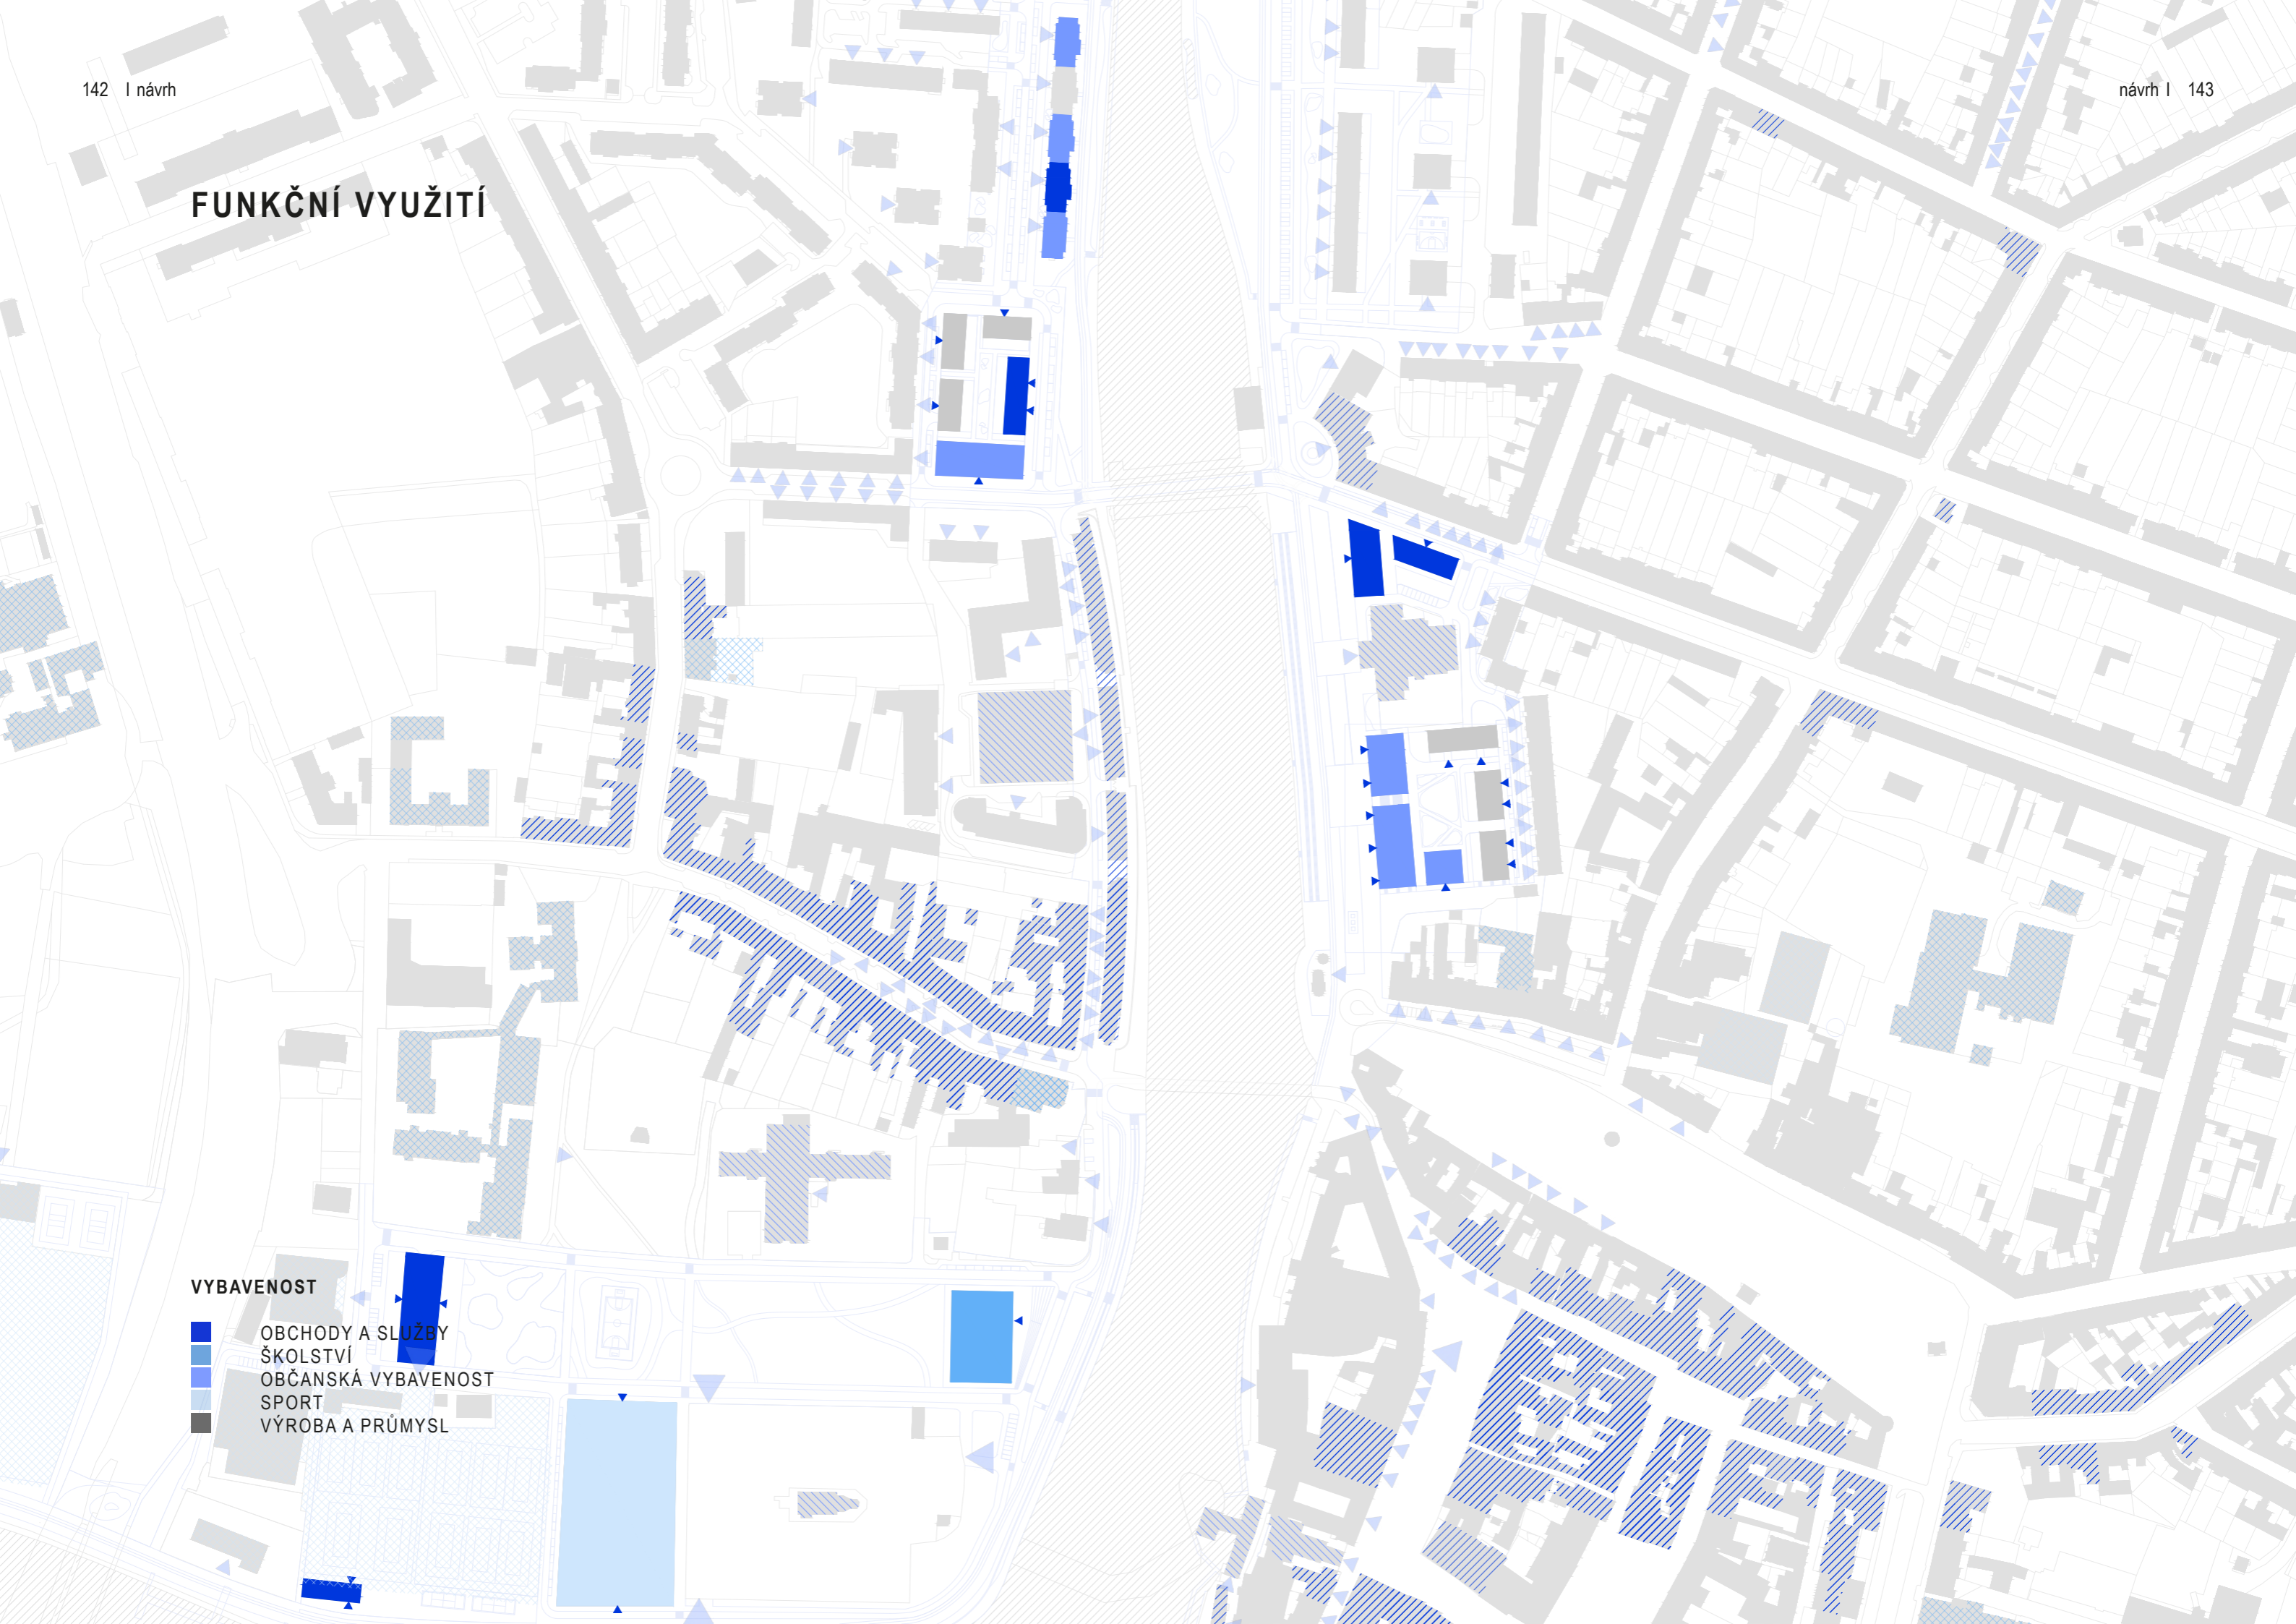 142 I návrh
návrh I 143
FUNKČNÍ VYUŽITÍ
VYBAVENOST
OBCHODY A SLUŽBY
ŠKOLSTVÍ
OBČANSKÁ VYBAVENOST
SPORT
VÝROBA A PRŮMYSL